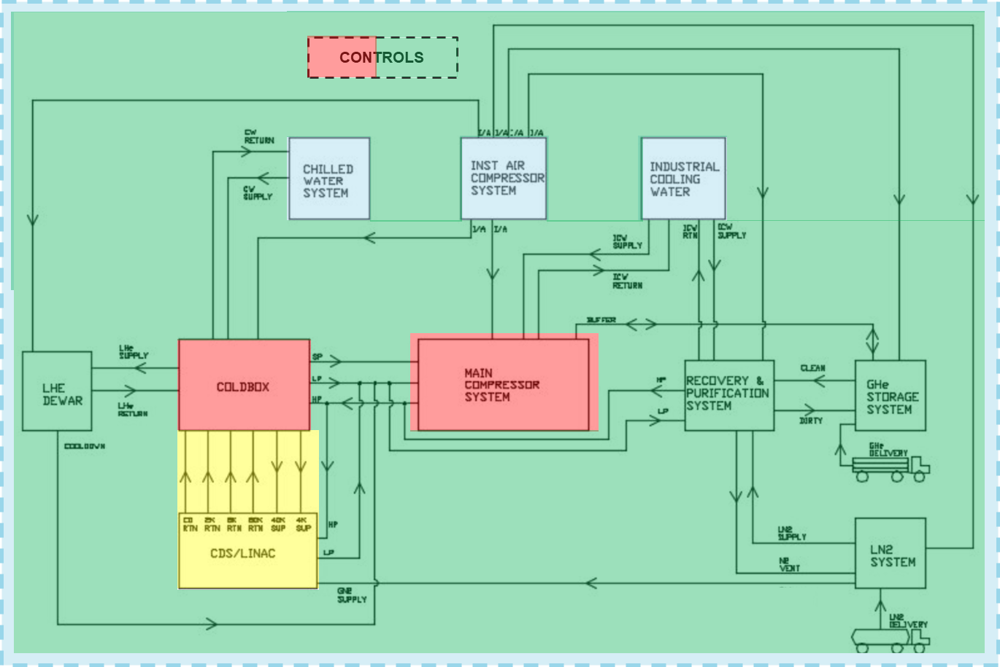 CONTROLS
I/A I/A I/A I/A
CW
RETURN
CHILLED
WATER
SYSTEM
CW
SUPPLY
INST AIR
COMPRESSOR
SYSTEM
INDUSTRIAL
COOLING
WATER
I/A I/A
ICW
SUPPLY
ICW
RTN
ICW
SUPPLY
ICW
RETURN
BUFFER
LHe
SUPPLY
LHE
DEWAR
LHe
RETURN
COLDBOX
SP
LP
HP
MAIN
COMPRESSOR
SYSTEM
HP
LP
RECOVERY &
PURIFICATION
SYSTEM
CLEAN
DIRTY
GHe
STORAGE
SYSTEM
GHe
DELIVERY
COOLDOWN
CD
RTN
2K
RTN
8K
RTN
80K
RTN
40K
SUP
4K
SUP
CDS/LINAC
HP
LP
GN2
SUPPLY
LN2
SUPPLY
N2
VENT
LN2
SYSTEM
LN2
DELIVERY